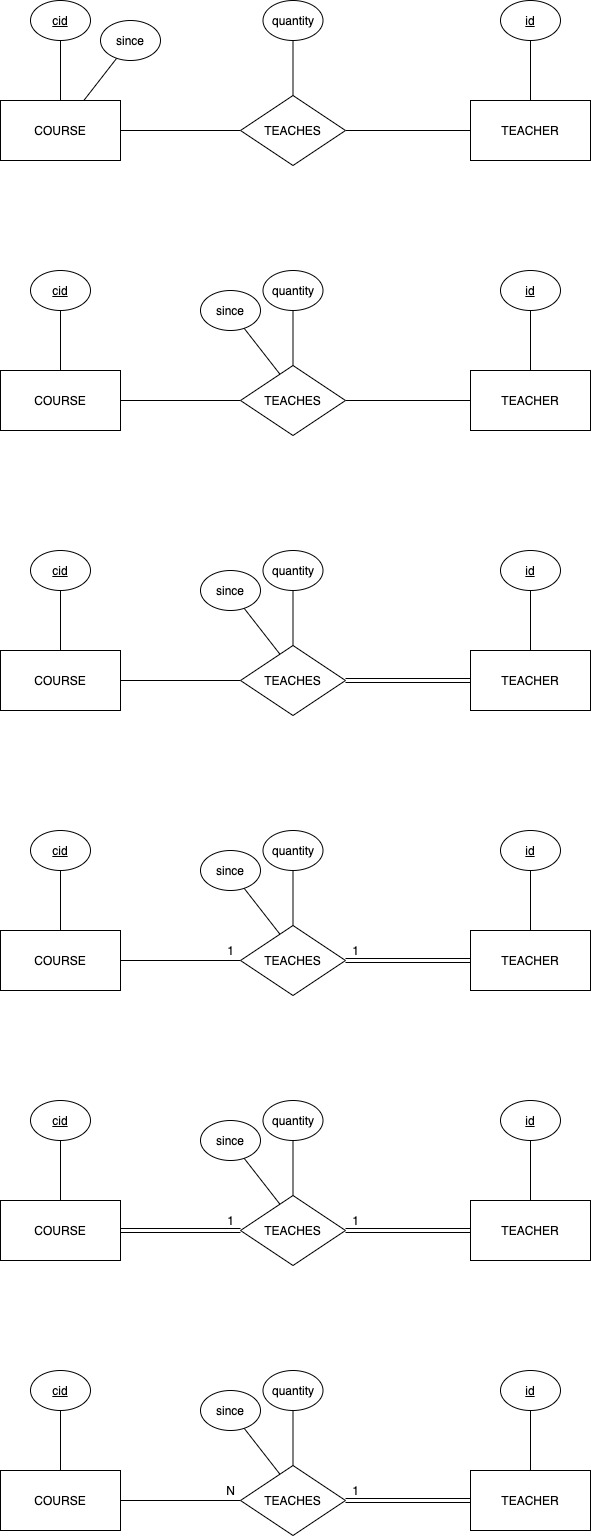 cid
since
quantity
id
COURSE
TEACHES
TEACHER
cid
since
quantity
id
COURSE
TEACHES
TEACHER
cid
since
quantity
id
COURSE
TEACHES
TEACHER
cid
since
quantity
id
COURSE
1
TEACHES
1
TEACHER
cid
since
quantity
id
COURSE
1
TEACHES
1
TEACHER
cid
since
quantity
id
COURSE
N
TEACHES
1
TEACHER